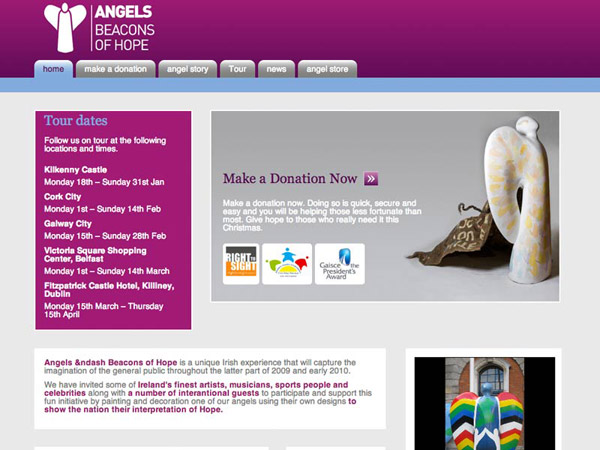 ANGELS
BEACONS
OF HOPE
home
make a donation
angel story
Tour
news
angel store
Tour dates
Follow us on tour at the following
locations and times.
Kilkenny Castle
Monday 18th – Sunday 31st Jan
Cork City
Monday 1st – Sunday 14th Feb
Galway City
Monday 15th – Sunday 28th Feb
Victoria Square Shopping
Center, Belfast
Monday 1st – Sunday 14th March
Fitzpatrick Castle Hotel, Killiney,
Dublin
Monday 15th March – Thursday
15th April
Make a Donation Now »
Make a donation now. Doing so is quick, secure and
easy and you will be helping those less fortunate than
most. Give hope to those who really need it this
Christmas.
RIGHT TO
SIGHT
Gaisce
the
President's
Award
Angels &ndash Beacons of Hope is a unique Irish experience that will capture the
imagination of the general public throughout the latter part of 2009 and early 2010.
We have invited some of Ireland's finest artists, musicians, sports people and
celebrities along with a number of interantional guests to participate and support this
fun initiative by painting and decoration one of our angels using their own designs to
show the nation their interpretation of Hope.